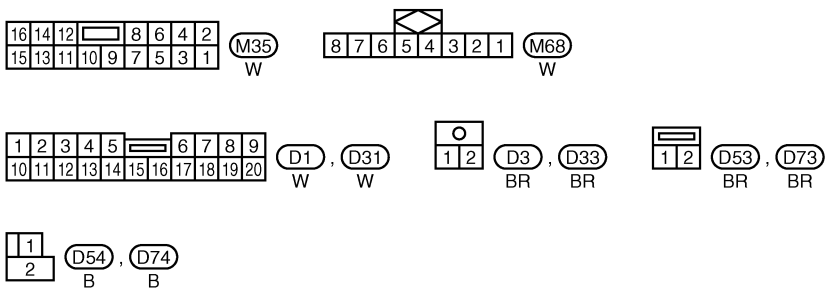 16 14 12 8 6 4 2
15 13 11 10 9 7 5 3 1
M35
W
8 7 6 5 4 3 2 1
M68
W
1 2 3 4 5 6 7 8 9
10 11 12 13 14 15 16 17 18 19 20
D1 , D31
W W
1 2
D3 , D33
BR BR
1 2
D53 , D73
BR BR
1
2
D54 , D74
B B